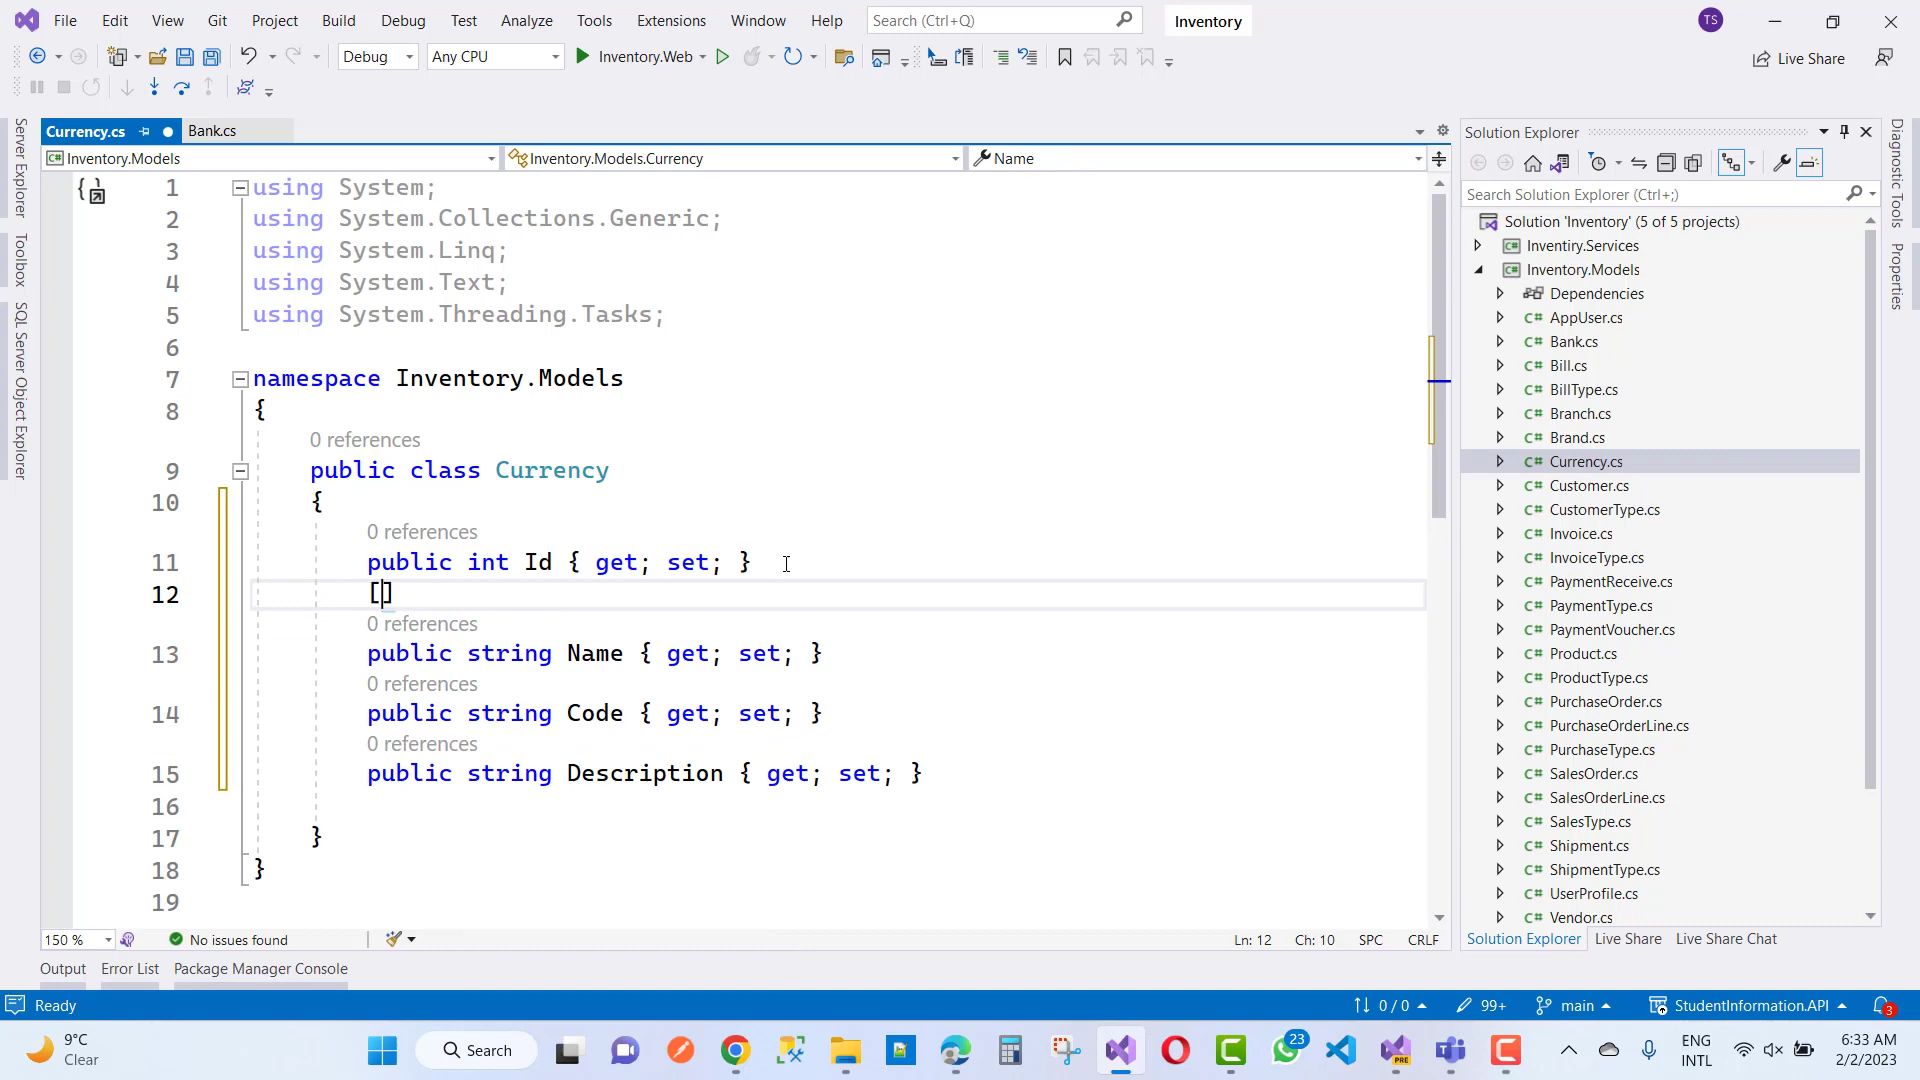 File Edit View Git Project Build Debug Test Analyze Tools Extensions Window Help Search (Ctrl+Q) Inventory TS
Debug Any CPU Inventory.Web Live Share
Currency.cs Bank.cs
Inventory.Models Inventory.Models.Currency Name
1 using System;
2 using System.Collections.Generic;
3 using System.Linq;
4 using System.Text;
5 using System.Threading.Tasks;
6
7 namespace Inventory.Models
8 {
0 references
9 public class Currency
10 {
0 references
11 public int Id { get; set; }
12 []
0 references
13 public string Name { get; set; }
0 references
14 public string Code { get; set; }
0 references
15 public string Description { get; set; }
16
17 }
18 }
19
150 % No issues found Ln: 12 Ch: 10 SPC CRLF
Server Explorer
Toolbox
SQL Server Object Explorer
Solution Explorer
Search Solution Explorer (Ctrl+;)
Solution 'Inventory' (5 of 5 projects)
C# Inventiry.Services
C# Inventory.Models
Dependencies
C# AppUser.cs
C# Bank.cs
C# Bill.cs
C# BillType.cs
C# Branch.cs
C# Brand.cs
C# Currency.cs
C# Customer.cs
C# CustomerType.cs
C# Invoice.cs
C# InvoiceType.cs
C# PaymentReceive.cs
C# PaymentType.cs
C# PaymentVoucher.cs
C# Product.cs
C# ProductType.cs
C# PurchaseOrder.cs
C# PurchaseOrderLine.cs
C# PurchaseType.cs
C# SalesOrder.cs
C# SalesOrderLine.cs
C# SalesType.cs
C# Shipment.cs
C# ShipmentType.cs
C# UserProfile.cs
C# Vendor.cs
Solution Explorer Live Share Live Share Chat
Diagnostic Tools
Properties
Output Error List Package Manager Console
Ready 0 / 0 99+ main StudentInformation.API 3
9°C
Clear
Search
23
PRE
ENG
INTL
6:33 AM
2/2/2023